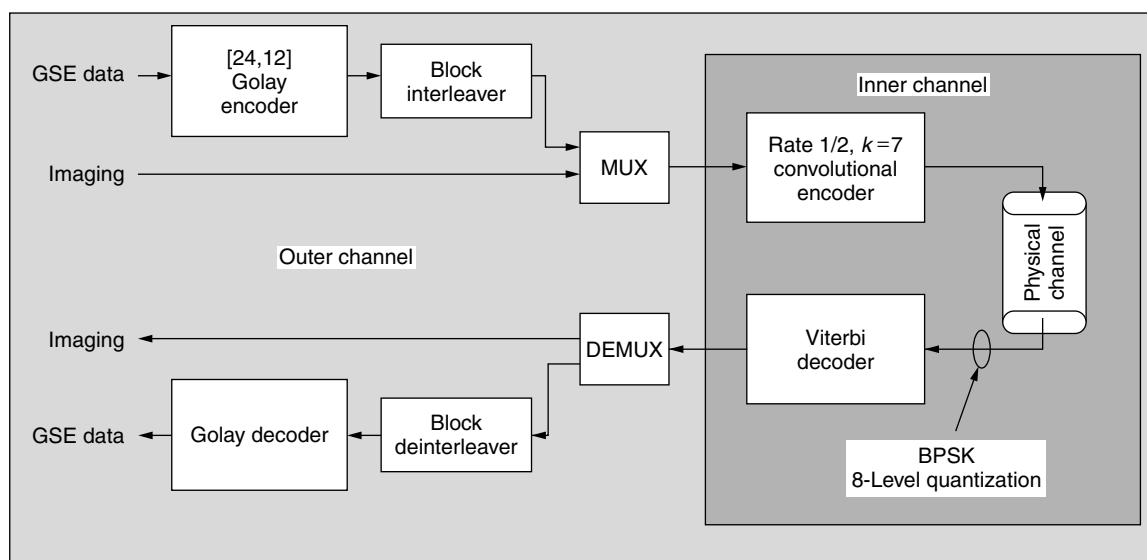 GSE data
[24,12]
Golay
encoder
Block
interleaver
Inner channel
Imaging
MUX
Rate 1/2, k=7
convolutional
encoder
Physical
channel
Outer channel
Imaging
DEMUX
Viterbi
decoder
GSE data
Golay decoder
Block
deinterleaver
BPSK
8-Level quantization